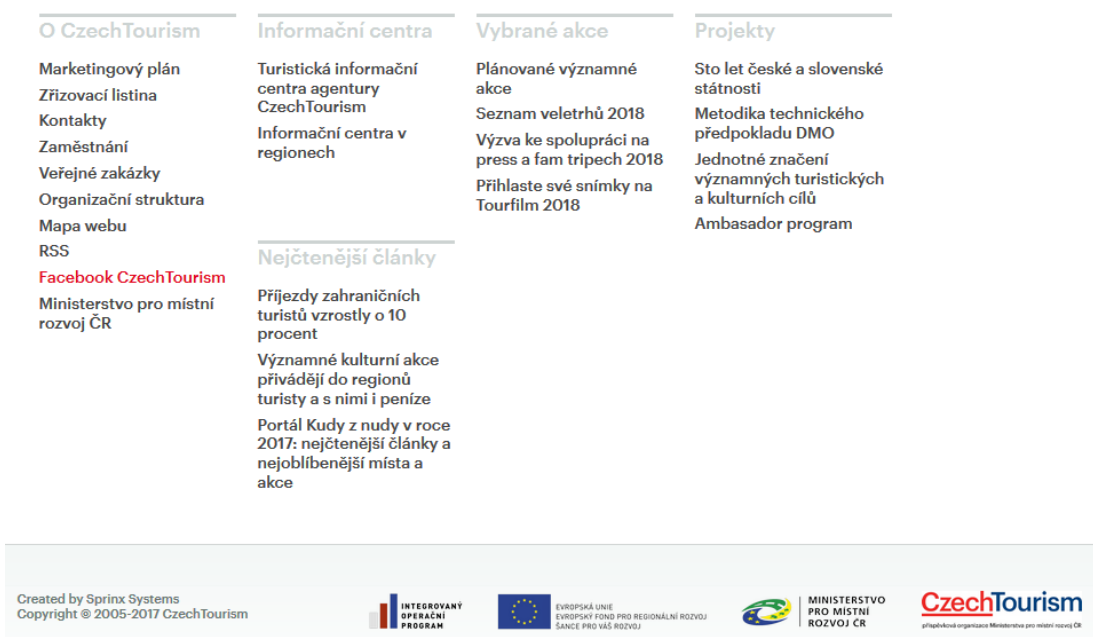 O CzechTourism
Marketingový plán
Zřizovací listina
Kontakty
Zaměstnání
Veřejné zakázky
Organizační struktura
Mapa webu
RSS
Facebook CzechTourism
Ministerstvo pro místní
rozvoj ČR
Informační centra
Turistická informační
centra agentury
CzechTourism
Informační centra v
regionech
Nejčtenější články
Příjezdy zahraničních
turistů vzrostly o 10
procent
Významné kulturní akce
přivádějí do regionů
turisty a s nimi i peníze
Portál Kudy z nudy v roce
2017: nejčtenější články a
nejoblíbenější místa a
akce
Vybrané akce
Plánované významné
akce
Seznam veletrhů 2018
Výzva ke spolupráci na
press a fam tripech 2018
Přihlaste své snímky na
Tourfilm 2018
Projekty
Sto let české a slovenské
státnosti
Metodika technického
předpokladu DMO
Jednotné značení
významných turistických
a kulturních cílů
Ambasador program
Created by Sprinx Systems
Copyright © 2005-2017 CzechTourism
INTEGROVANÝ
OPERAČNÍ
PROGRAM
EVROPSKÁ UNIE
EVROPSKÝ FOND PRO REGIONÁLNÍ ROZVOJ
ŠANCE PRO VÁŠ ROZVOJ
MINISTERSTVO
PRO MÍSTNÍ
ROZVOJ ČR
CzechTourism
příspěvková organizace Ministerstva pro místní rozvoj ČR